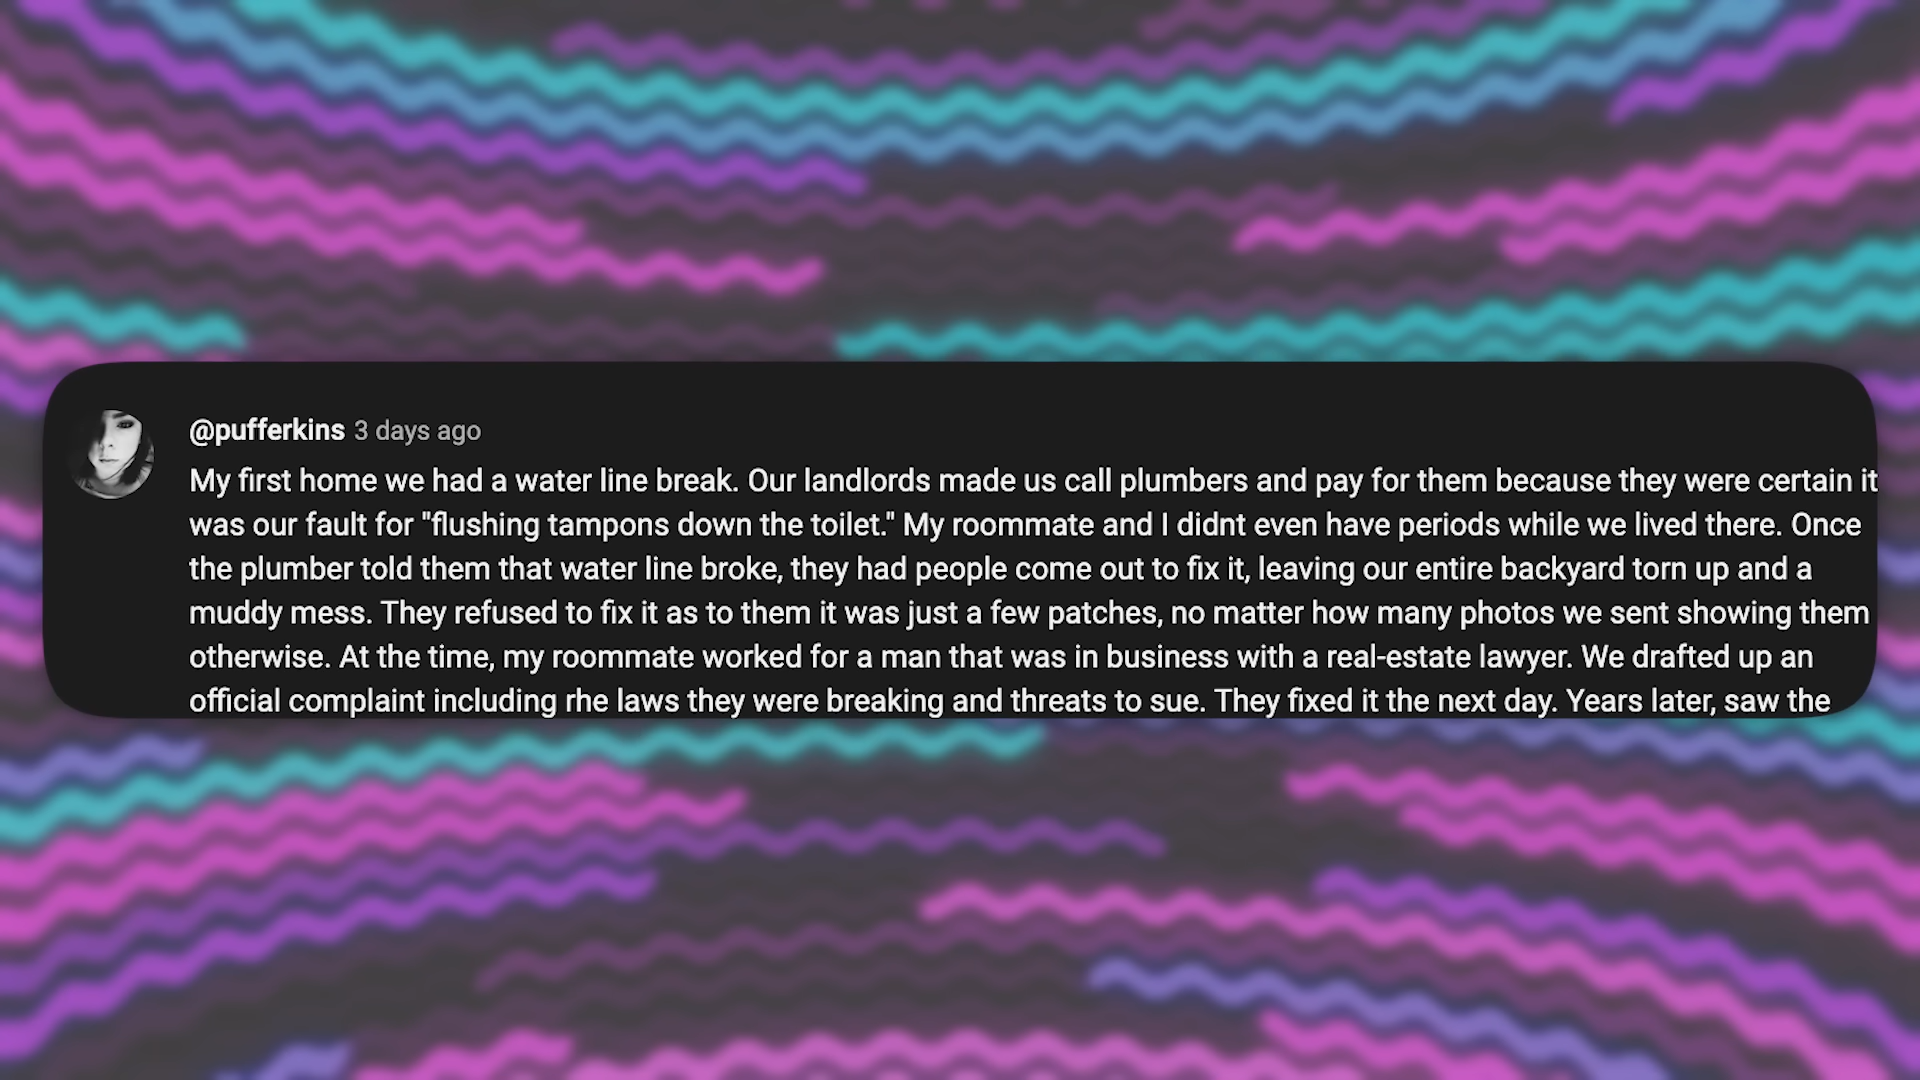 @pufferkins 3 days ago
My first home we had a water line break. Our landlords made us call plumbers and pay for them because they were certain it
was our fault for "flushing tampons down the toilet." My roommate and I didnt even have periods while we lived there. Once
the plumber told them that water line broke, they had people come out to fix it, leaving our entire backyard torn up and a
muddy mess. They refused to fix it as to them it was just a few patches, no matter how many photos we sent showing them
otherwise. At the time, my roommate worked for a man that was in business with a real-estate lawyer. We drafted up an
official complaint including rhe laws they were breaking and threats to sue. They fixed it the next day. Years later, saw the